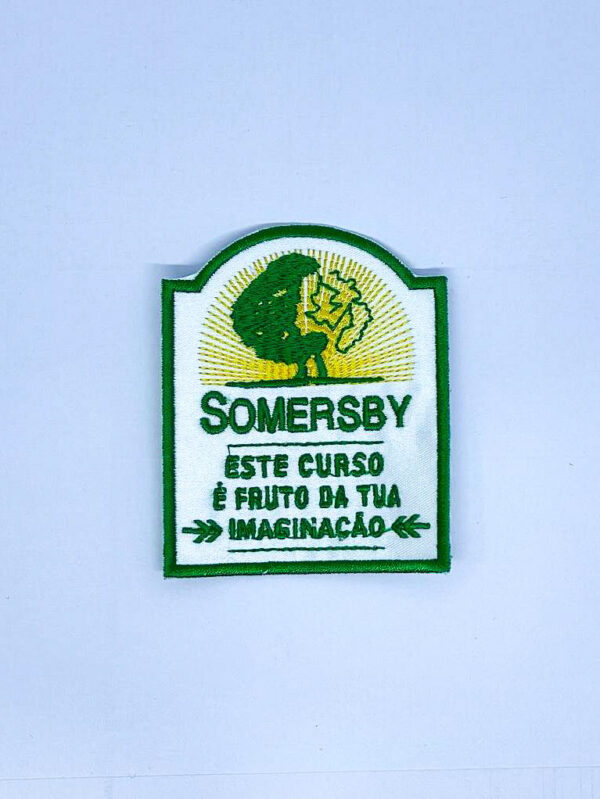 SOMERSBY
ESTE CURSO
É FRUTO DA TUA
IMAGINAÇÃO